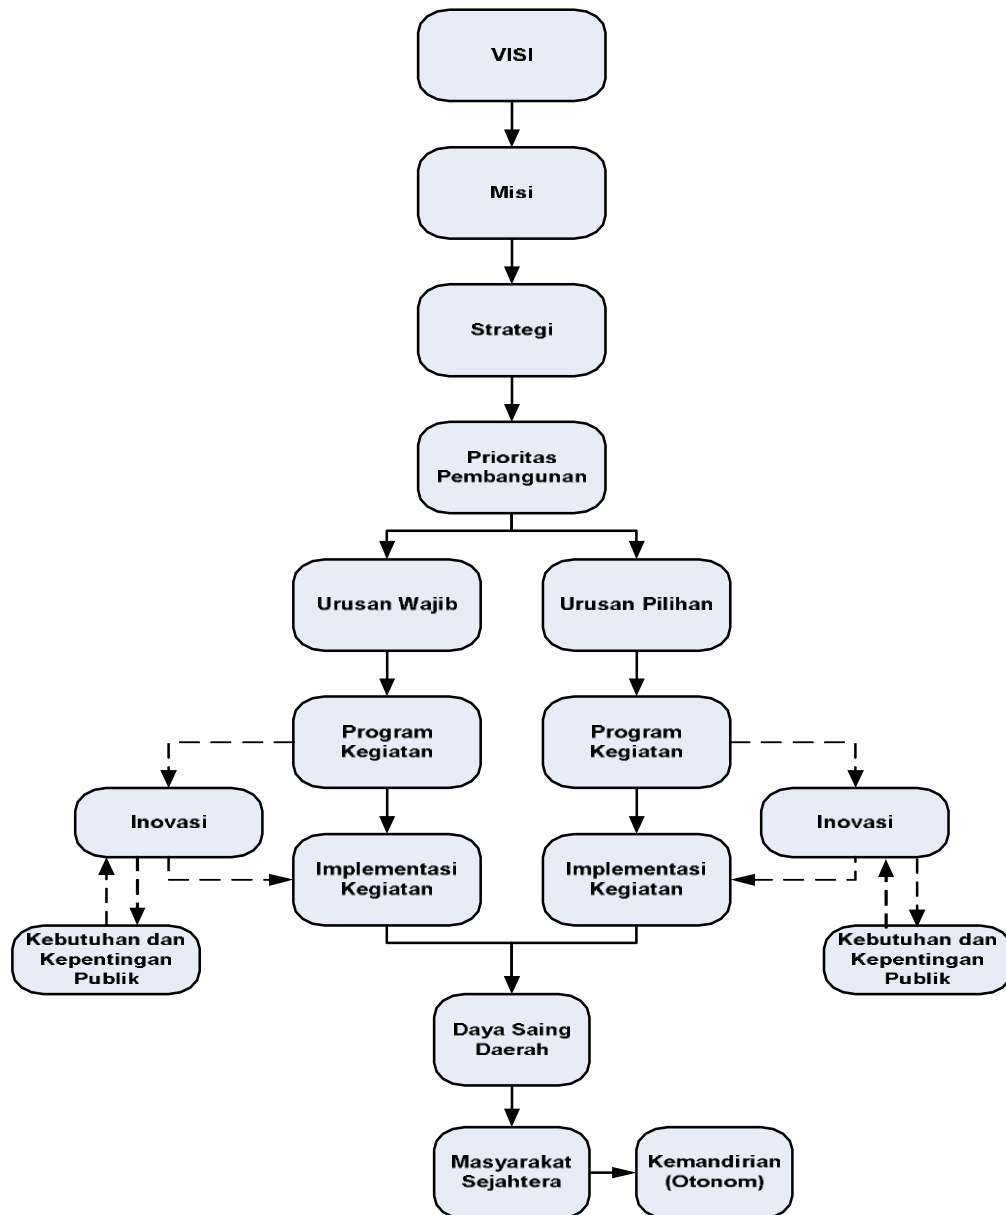 VISI
Misi
Strategi
Prioritas
Pembangunan
Urusan Wajib
Urusan Pilihan
Program
Kegiatan
Program
Kegiatan
Inovasi
Inovasi
Implementasi
Kegiatan
Implementasi
Kegiatan
Kebutuhan dan
Kepentingan
Publik
Kebutuhan dan
Kepentingan
Publik
Daya Saing
Daerah
Masyarakat
Sejahtera
Kemandirian
(Otonom)